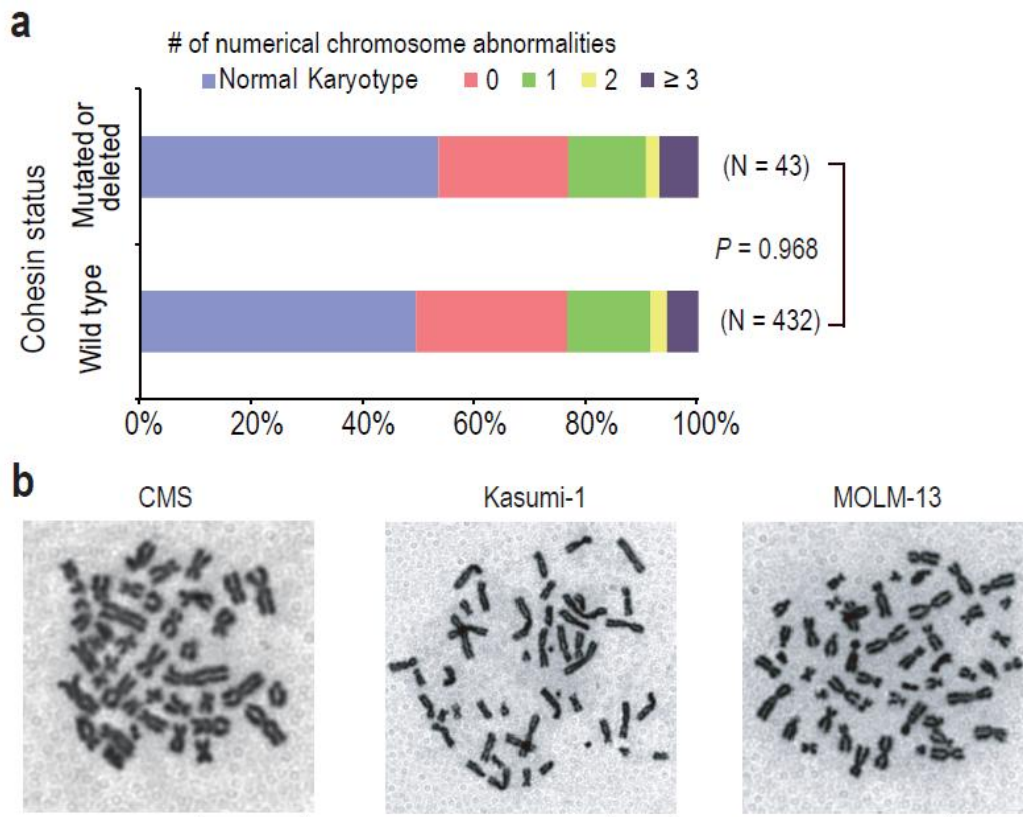 a
# of numerical chromosome abnormalities
Normal Karyotype 0 1 2 ≥ 3
Cohesin status
Mutated or
deleted
Wild type
(N = 43)
P = 0.968
(N = 432)
0% 20% 40% 60% 80% 100%
b
CMS Kasumi-1 MOLM-13